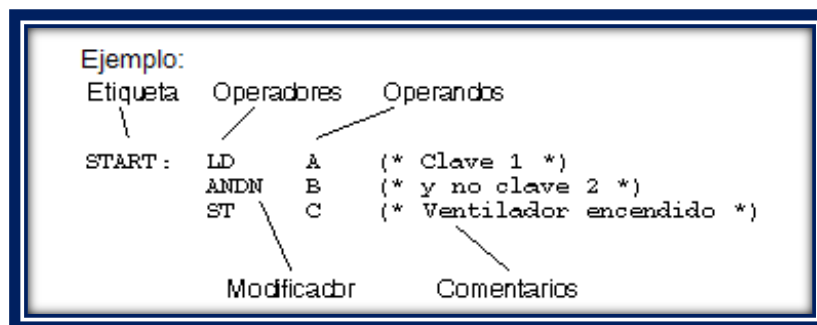 Ejemplo:
Etiqueta Operadores Operandos
START: LD A (* Clave 1 *)
ANDN B (* y no clave 2 *)
ST C (* Ventilador encendido *)
Modificador Comentarios